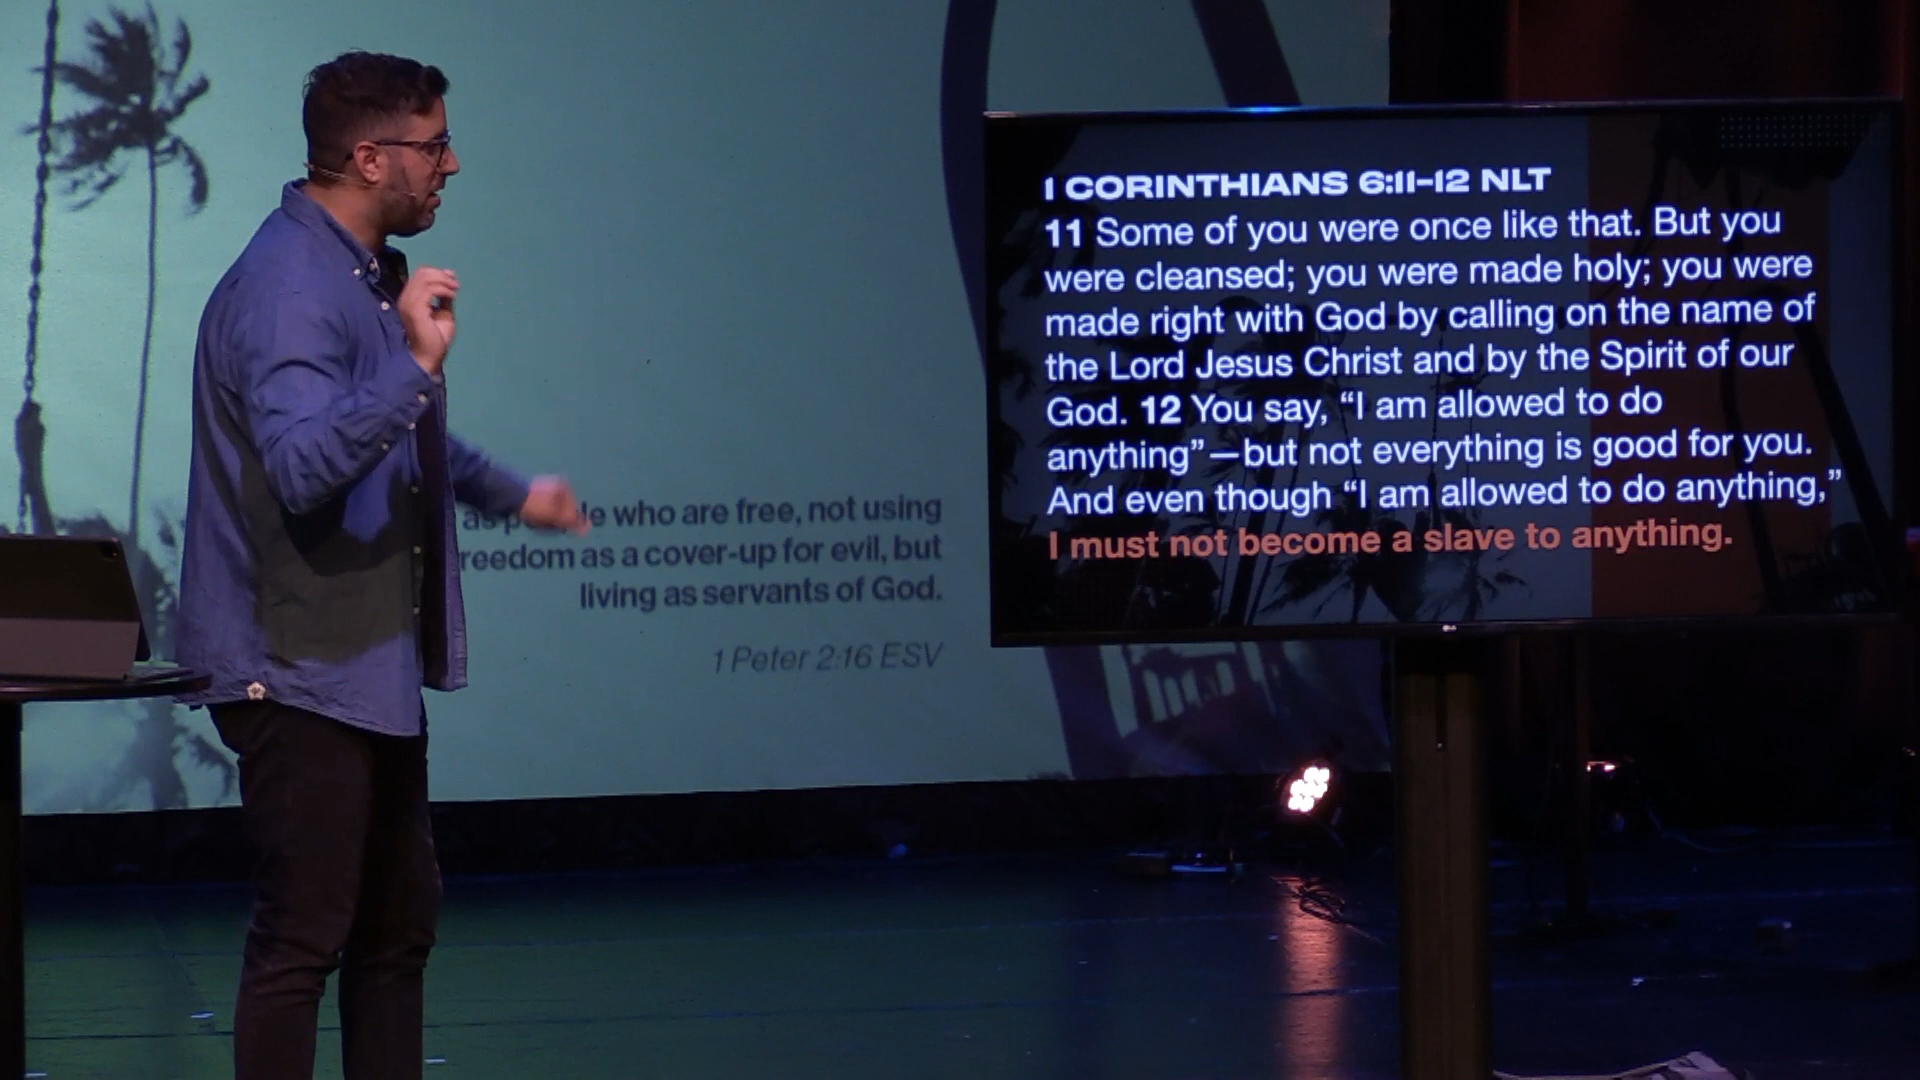 1 CORINTHIANS 6:11-12 NLT
11 Some of you were once like that. But you
were cleansed; you were made holy; you were
made right with God by calling on the name of
the Lord Jesus Christ and by the Spirit of our
God. 12 You say, “I am allowed to do
anything”—but not everything is good for you.
And even though “I am allowed to do anything,”
I must not become a slave to anything.
as who are free, not using
as a cover-up for evil, but
living as servants of God.
1 Peter 2:16 ESV